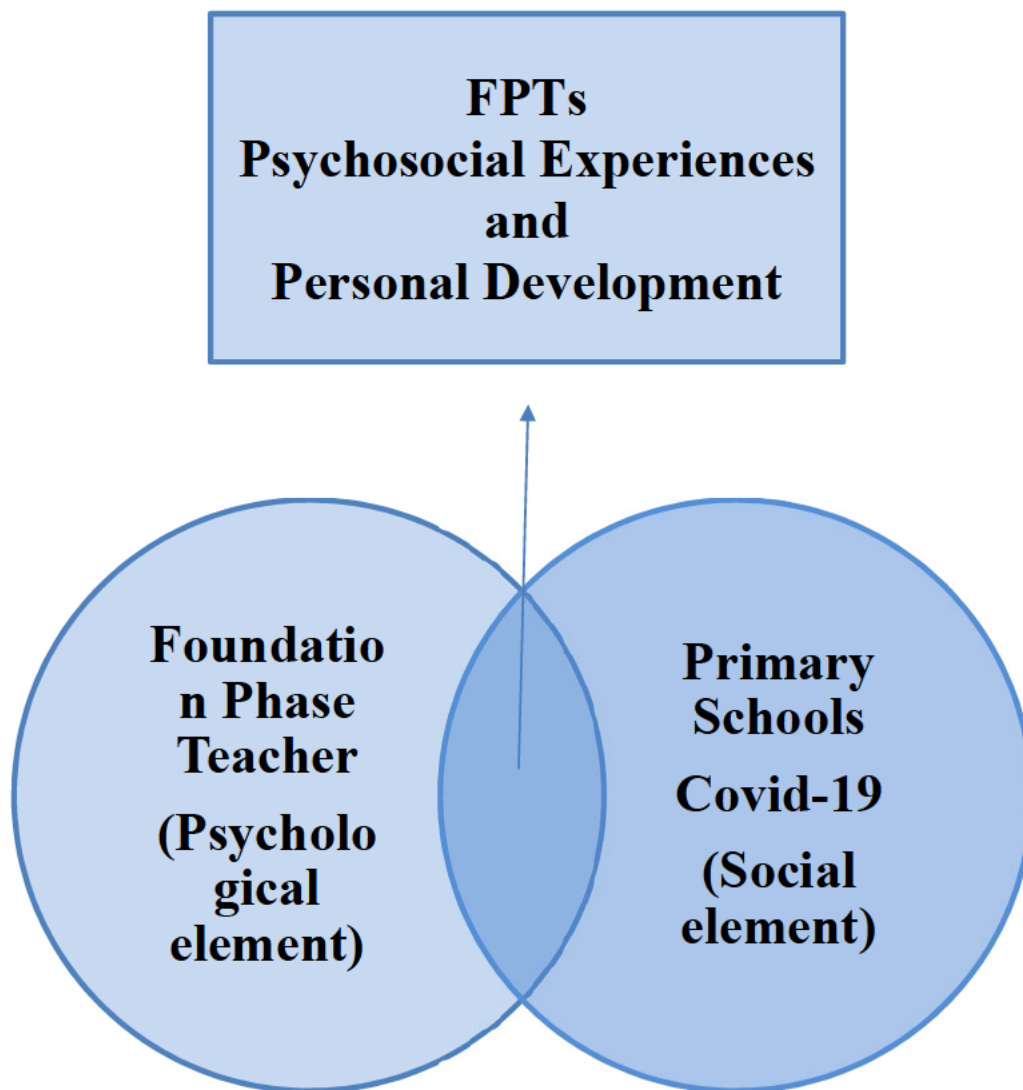 FPTs
Psychosocial Experiences
and
Personal Development
Foundatio
n Phase
Teacher
(Psycholo
gical
element)
Primary
Schools
Covid-19
(Social
element)